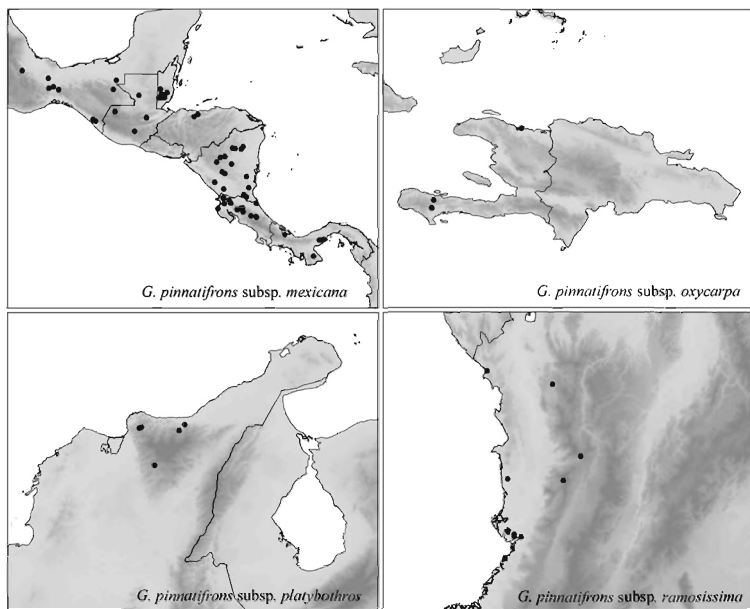 G. pinnatifrons subsp. mexicana
G. pinnatifrons subsp. oxycarpa
G. pinnatifrons subsp. platybothros
G. pinnatifrons subsp. ramosissima